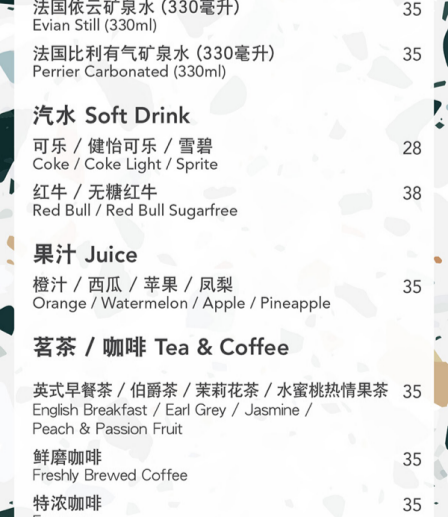 法国依云矿泉水 (330毫升) 35
Evian Still (330ml)
法国比利有气矿泉水 (330毫升) 35
Perrier Carbonated (330ml)
汽水 Soft Drink
可乐 / 健怡可乐 / 雪碧 28
Coke / Coke Light / Sprite
红牛 / 无糖红牛 38
Red Bull / Red Bull Sugarfree
果汁 Juice
橙汁 / 西瓜 / 苹果 / 凤梨 35
Orange / Watermelon / Apple / Pineapple
茗茶 / 咖啡 Tea & Coffee
英式早餐茶 / 伯爵茶 / 茉莉花茶 / 水蜜桃热情果茶 35
English Breakfast / Earl Grey / Jasmine /
Peach & Passion Fruit
鲜磨咖啡 35
Freshly Brewed Coffee
特浓咖啡 35